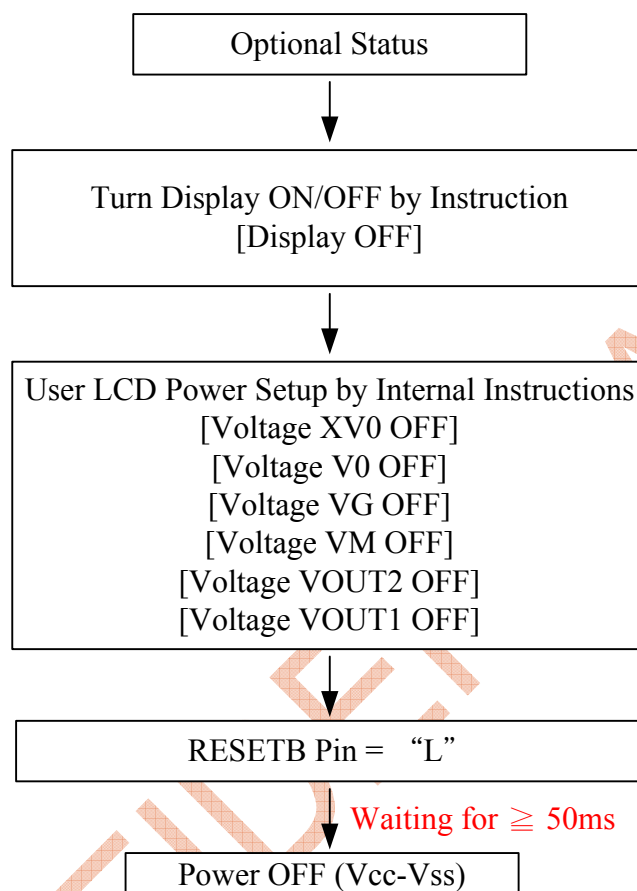 Optional Status
Turn Display ON/OFF by Instruction
[Display OFF]
User LCD Power Setup by Internal Instructions
[Voltage XV0 OFF]
[Voltage V0 OFF]
[Voltage VG OFF]
[Voltage VM OFF]
[Voltage VOUT2 OFF]
[Voltage VOUT1 OFF]
RESETB Pin = “L”
Waiting for ≧ 50ms
Power OFF (Vcc-Vss)